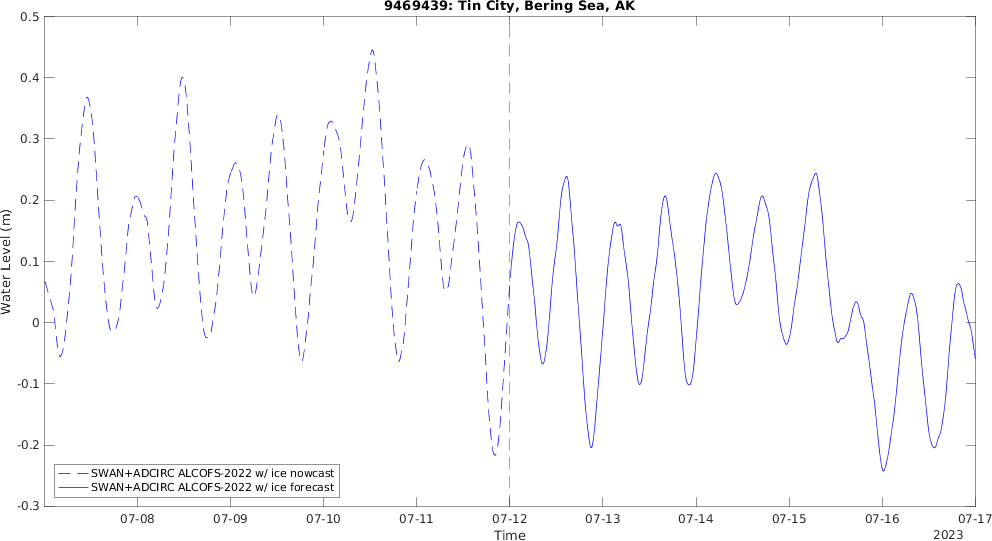 9469439: Tin City, Bering Sea, AK
0.5
0.4
0.3
0.2
0.1
0
-0.1
-0.2
-0.3
Water Level (m)
SWAN+ADCIRC ALCOFS-2022 w/ ice nowcast
SWAN+ADCIRC ALCOFS-2022 w/ ice forecast
07-08 07-09 07-10 07-11 07-12 07-13 07-14 07-15 07-16 07-17
Time
2023